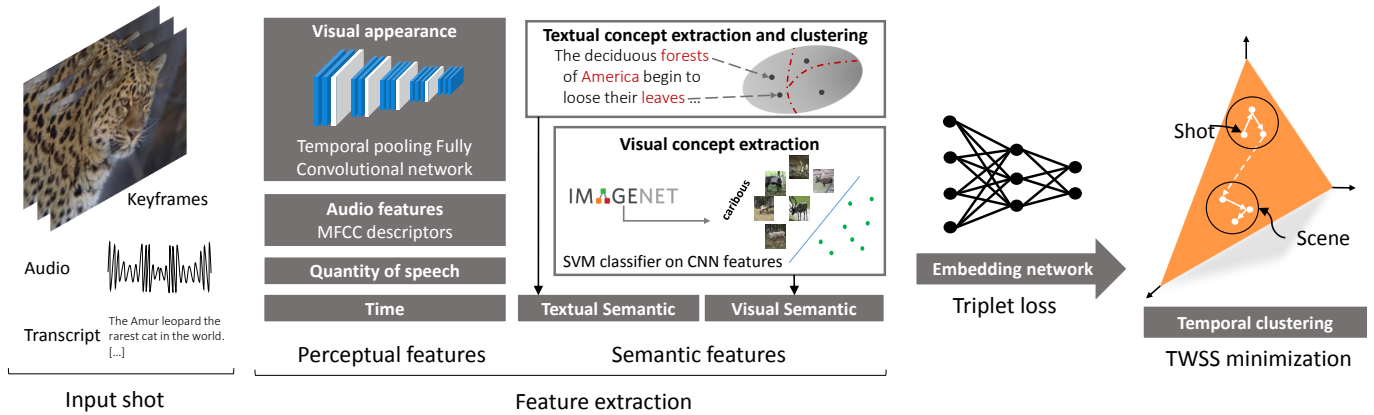 Keyframes
Audio
Transcript
The Amur leopard the
rarest cat in the world.
[...]
Input shot
Visual appearance
Temporal pooling Fully
Convolutional network
Audio features
MFCC descriptors
Quantity of speech
Time
Perceptual features
Textual concept extraction and clustering
The deciduous forests
of America begin to
loose their leaves ...
Visual concept extraction
IMAGENET
caribous
SVM classifier on CNN features
Textual Semantic
Visual Semantic
Semantic features
Feature extraction
Embedding network
Triplet loss
Shot
Scene
Temporal clustering
TWSS minimization